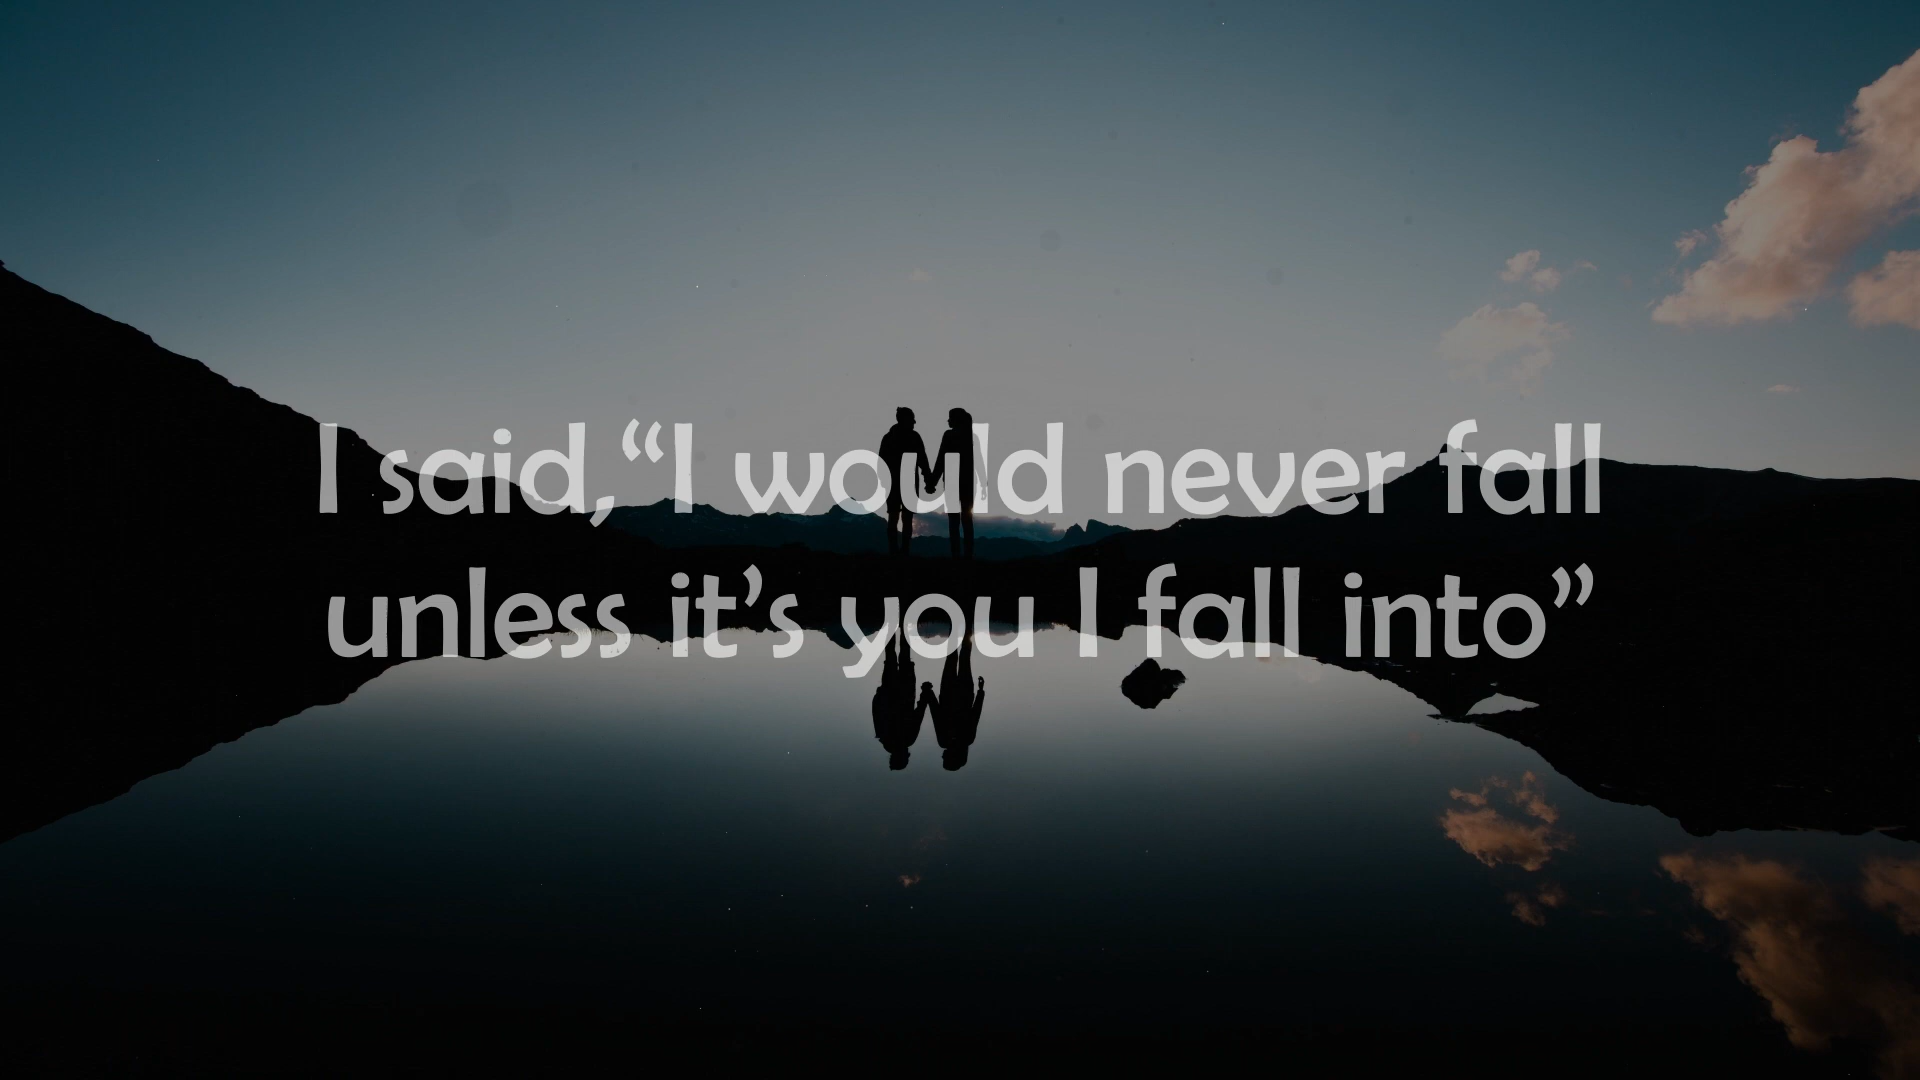 I said, “I would never fall
unless it’s you I fall into”